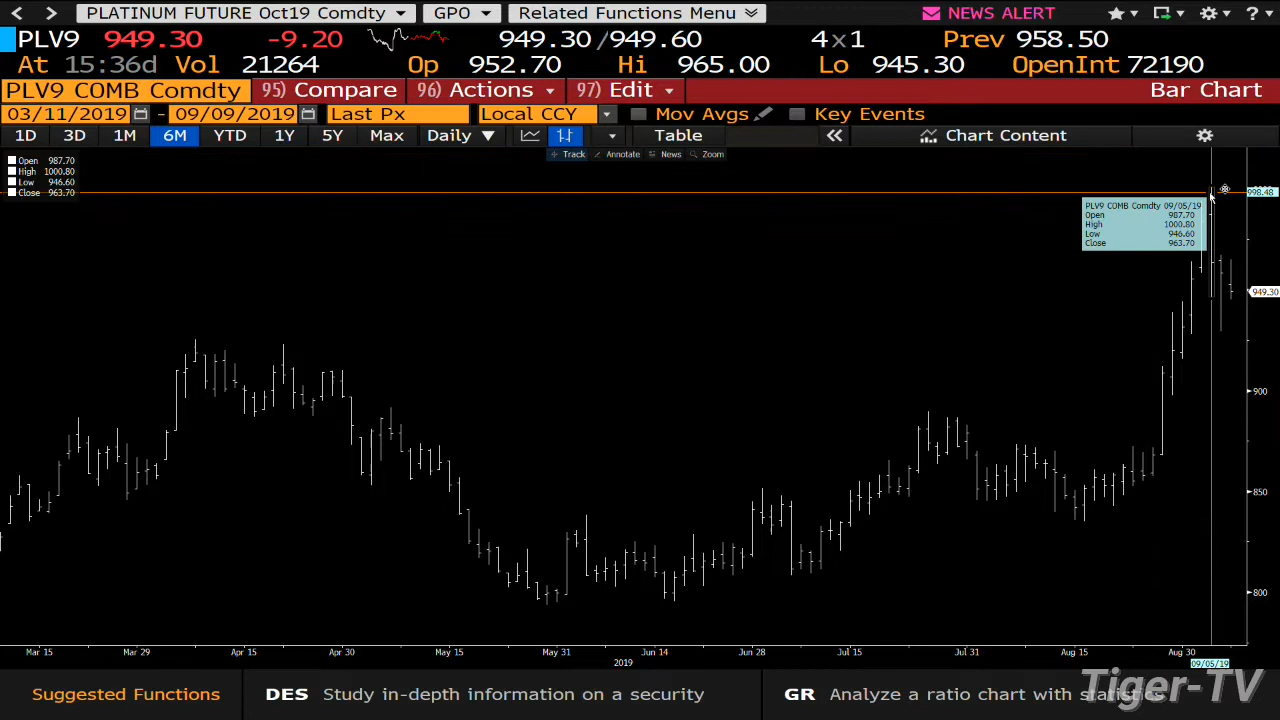 PLATINUM FUTURE Oct19 Comdty GPO Related Functions Menu NEWS ALERT ?
PLV9 949.30 -9.20 949.30 /949.60 4×1 Prev 958.50
At 15:36d Vol 21264 Op 952.70 Hi 965.00 Lo 945.30 OpenInt 72190
PLV9 COMB Comdty 95) Compare 96) Actions 97) Edit Bar Chart
03/11/2019 - 09/09/2019 Last Px Local CCY Mov Avgs Key Events
1D 3D 1M 6M YTD 1Y 5Y Max Daily Table Chart Content
Track Annotate News Zoom
Open 987.70
High 1000.80
Low 946.60
Close 963.70
998.48
PLV9 COMB Comdty 09/05/19
Open 987.70
High 1000.80
Low 946.60
Close 963.70
949.30
900
850
800
Mar 15 Mar 29 Apr 15 Apr 30 May 15 May 31 Jun 14 Jun 28 Jul 15 Jul 31 Aug 15 Aug 30
2019 09/05/19
Suggested Functions DES Study in-depth information on a security GR Analyze a ratio chart with statistics
Tiger-TV